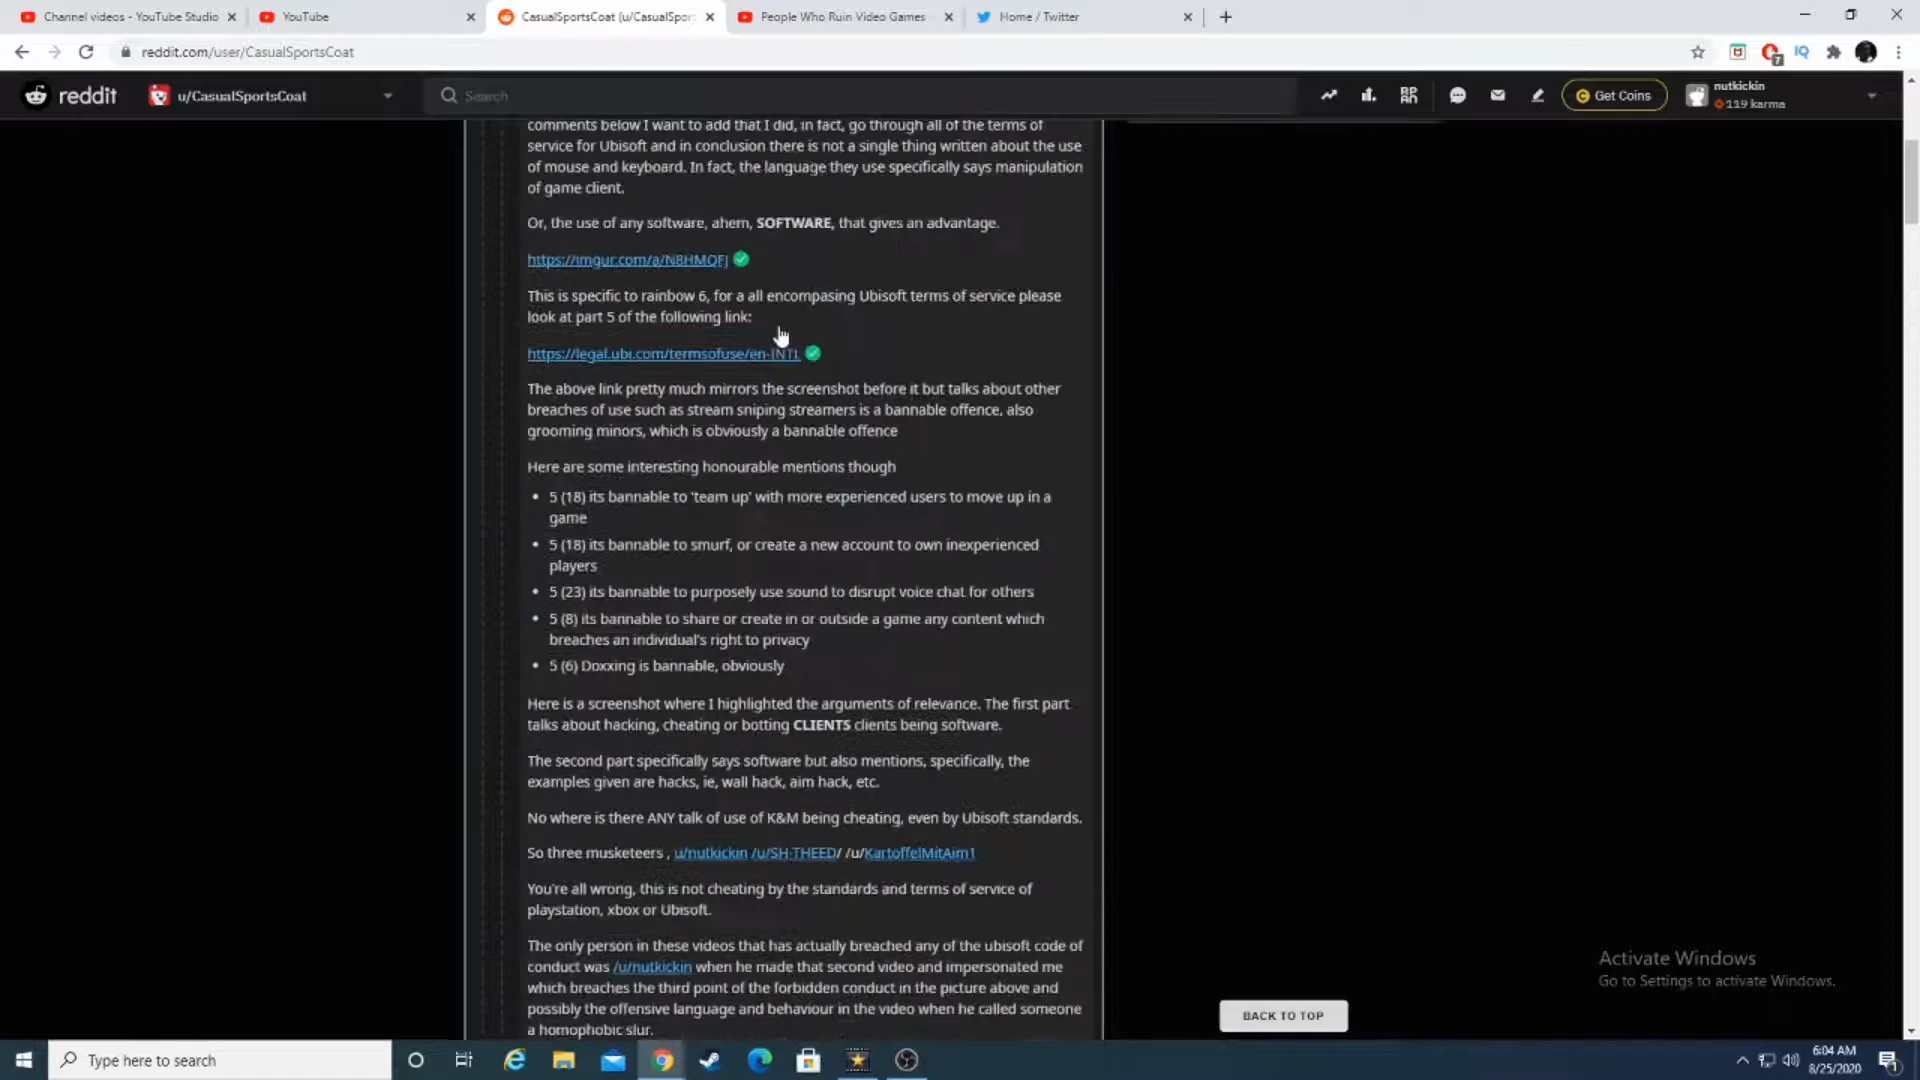 Channel videos - YouTube Studio
YouTube
CasualSportsCoat (u/CasualSpor
People Who Ruin Video Games
Home / Twitter
reddit.com/user/CasualSportsCoat
7
IQ
reddit
u/CasualSportsCoat
Search
Get Coins
nutkickin
119 karma
comments below I want to add that I did, in fact, go through all of the terms of
service for Ubisoft and in conclusion there is not a single thing written about the use
of mouse and keyboard. In fact, the language they use specifically says manipulation
of game client.
Or, the use of any software, ahem, SOFTWARE, that gives an advantage.
https://imgur.com/a/N8HMQFj
This is specific to rainbow 6, for a all encompasing Ubisoft terms of service please
look at part 5 of the following link:
https://legal.ubi.com/termsofuse/en-INTL
The above link pretty much mirrors the screenshot before it but talks about other
breaches of use such as stream sniping streamers is a bannable offence, also
grooming minors, which is obviously a bannable offence
Here are some interesting honourable mentions though
• 5 (18) its bannable to 'team up' with more experienced users to move up in a
game
• 5 (18) its bannable to smurf, or create a new account to own inexperienced
players
• 5 (23) its bannable to purposely use sound to disrupt voice chat for others
• 5 (8) its bannable to share or create in or outside a game any content which
breaches an individual's right to privacy
• 5 (6) Doxxing is bannable, obviously
Here is a screenshot where I highlighted the arguments of relevance. The first part
talks about hacking, cheating or botting CLIENTS clients being software.
The second part specifically says software but also mentions, specifically, the
examples given are hacks, ie, wall hack, aim hack, etc.
No where is there ANY talk of use of K&M being cheating, even by Ubisoft standards.
So three musketeers , u/nutkickin /u/SH-THEED/ /u/KartoffelMitAim1
You're all wrong, this is not cheating by the standards and terms of service of
playstation, xbox or Ubisoft.
The only person in these videos that has actually breached any of the ubisoft code of
conduct was /u/nutkickin when he made that second video and impersonated me
which breaches the third point of the forbidden conduct in the picture above and
possibly the offensive language and behaviour in the video when he called someone
a homophobic slur.
BACK TO TOP
Activate Windows
Go to Settings to activate Windows.
Type here to search
6:04 AM
8/25/2020
1